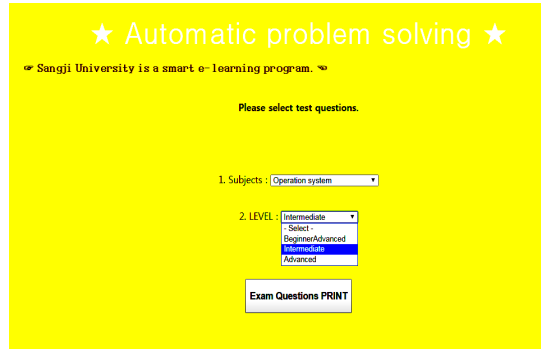 ★ Automatic problem solving ★
☞ Sangji University is a smart e-learning program. ☜
Please select test questions.
1. Subjects : Operation system ▼
2. LEVEL : Intermediate ▼
- Select -
BeginnerAdvanced
Intermediate
Advanced
Exam Questions PRINT